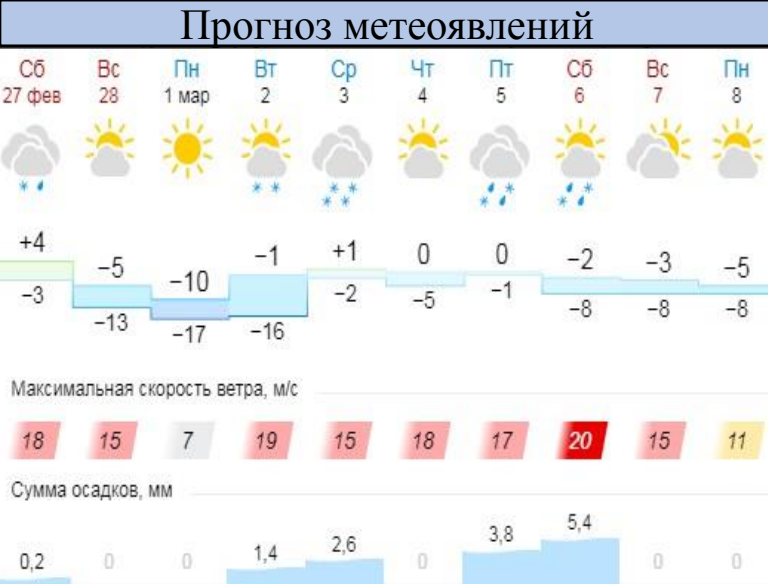 Прогноз метеоявлений
Сб Вс Пн Вт Ср Чт Пт Сб Вс Пн
27 фев 28 1 мар 2 3 4 5 6 7 8
+4 −5 −10 −1 +1 0 0 −2 −3 −5
−3 −13 −17 −16 −2 −5 −1 −8 −8 −8
Максимальная скорость ветра, м/с
18 15 7 19 15 18 17 20 15 11
Сумма осадков, мм
0,2 0 0 1,4 2,6 0 3,8 5,4 0 0